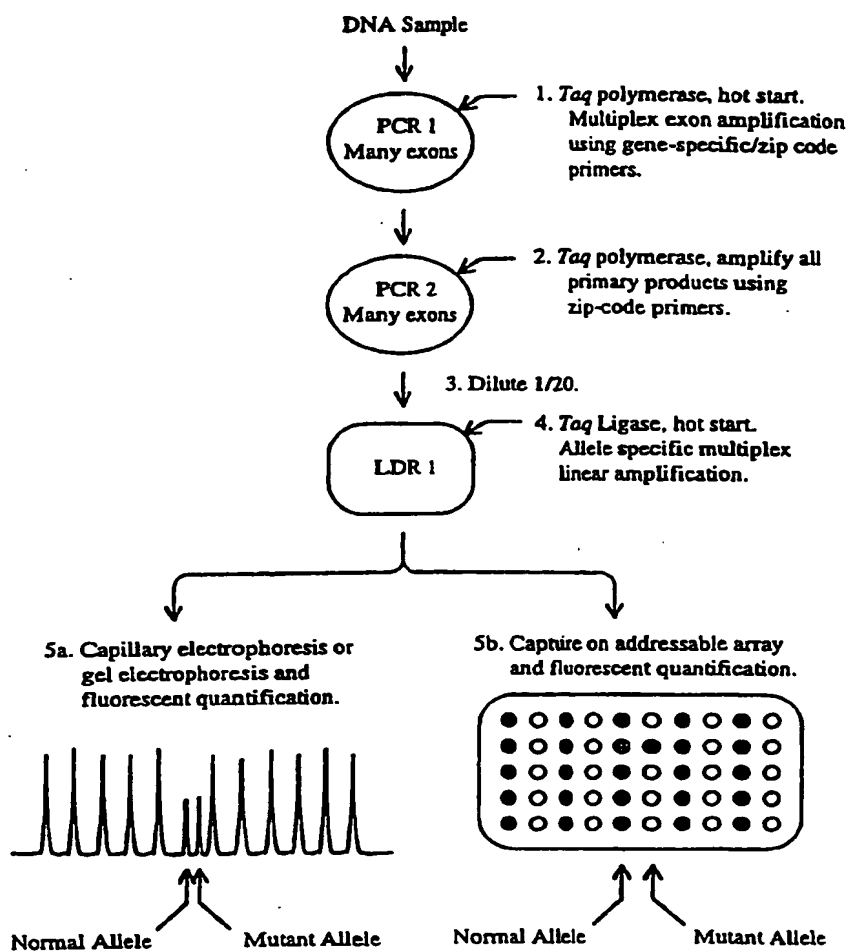 DNA Sample
PCR 1
Many exons
1. Taq polymerase, hot start.
Multiplex exon amplification
using gene-specific/zip code
primers.
PCR 2
Many exons
2. Taq polymerase, amplify all
primary products using
zip-code primers.
3. Dilute 1/20.
LDR 1
4. Taq Ligase, hot start.
Allele specific multiplex
linear amplification.
5a. Capillary electrophoresis or
gel electrophoresis and
fluorescent quantification.
5b. Capture on addressable array
and fluorescent quantification.
Normal Allele
Mutant Allele
Normal Allele
Mutant Allele